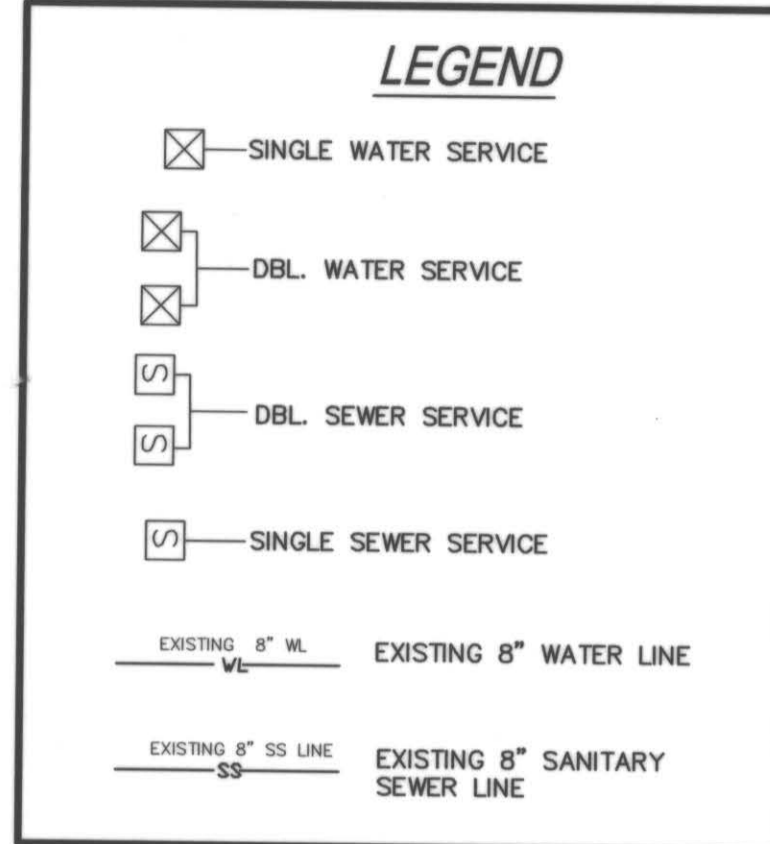 LEGEND
SINGLE WATER SERVICE
DBL. WATER SERVICE
S
DBL. SEWER SERVICE
S
S SINGLE SEWER SERVICE
EXISTING 8" WL
WL
EXISTING 8" WATER LINE
EXISTING 8" SS LINE
SS
EXISTING 8" SANITARY
SEWER LINE